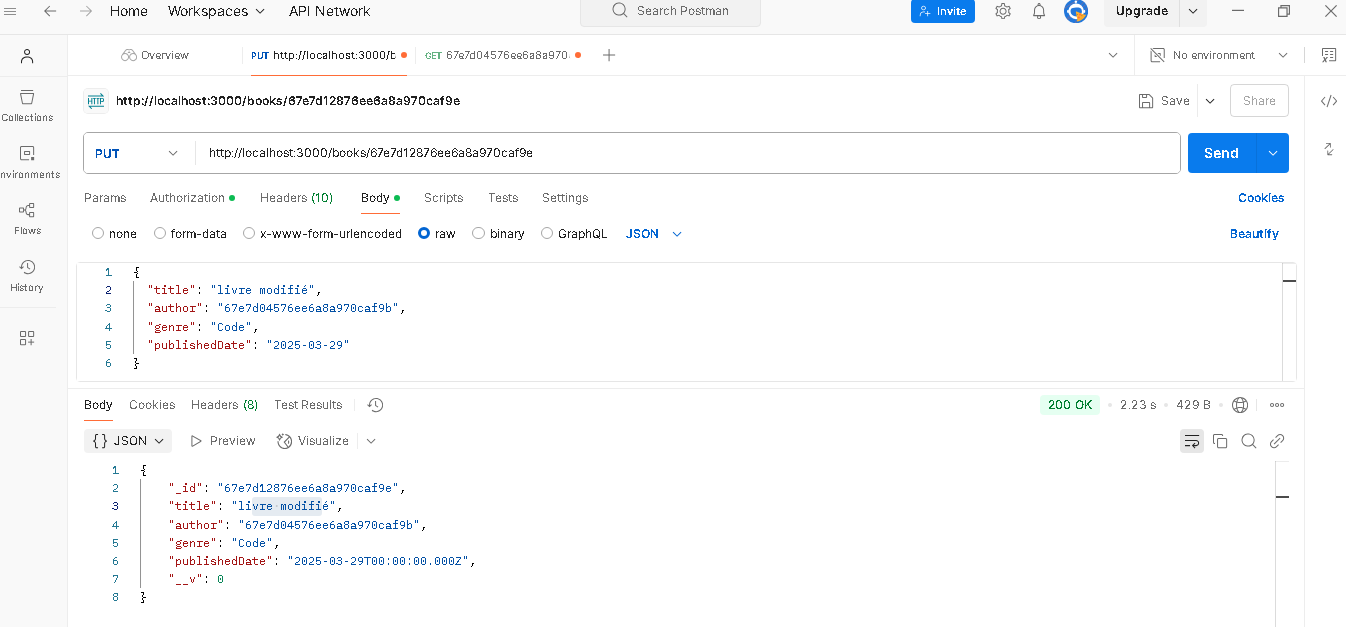 Home Workspaces API Network Search Postman Invite Upgrade
Overview PUT http://localhost:3000/b GET 67e7d04576ee6a8a970 No environment
HTTP http://localhost:3000/books/67e7d12876ee6a8a970caf9e Save Share
Collections
PUT http://localhost:3000/books/67e7d12876ee6a8a970caf9e Send
nvironments
Params Authorization Headers (10) Body Scripts Tests Settings Cookies
Flows
none form-data x-www-form-urlencoded raw binary GraphQL JSON Beautify
History
1 {
2 "title": "livre modifié",
3 "author": "67e7d04576ee6a8a970caf9b",
4 "genre": "Code",
5 "publishedDate": "2025-03-29"
6 }
Body Cookies Headers (8) Test Results 200 OK 2.23 s 429 B
{} JSON Preview Visualize
1 {
2 "_id": "67e7d12876ee6a8a970caf9e",
3 "title": "livre modifié",
4 "author": "67e7d04576ee6a8a970caf9b",
5 "genre": "Code",
6 "publishedDate": "2025-03-29T00:00:00.000Z",
7 "__v": 0
8 }